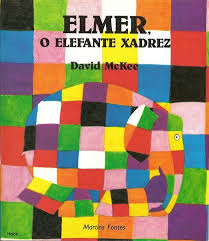 ELMER,
O ELEFANTE XADREZ
David McKee
Martins Fontes